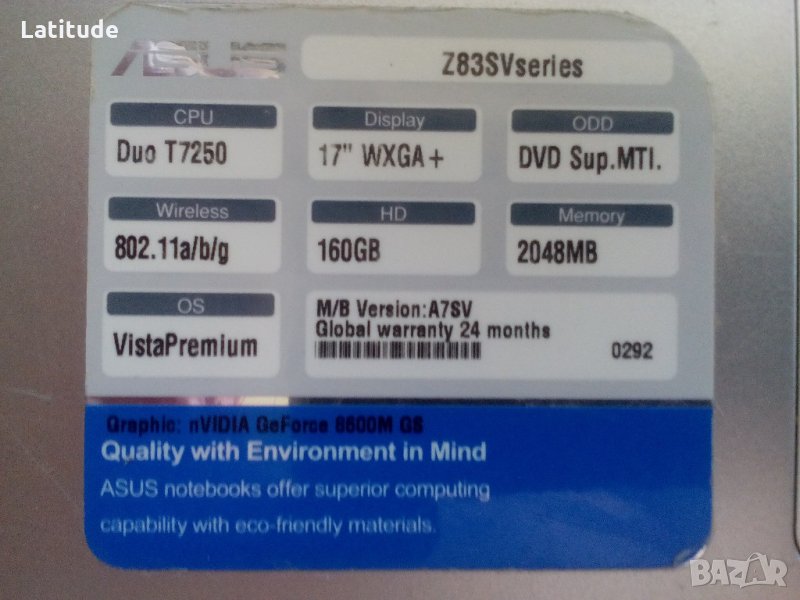 Latitude
ASUS
Z83SVseries
CPU
Duo T7250
Display
17" WXGA+
ODD
DVD Sup.MTI.
Wireless
802.11a/b/g
HD
160GB
Memory
2048MB
OS
VistaPremium
M/B Version:A7SV
Global warranty 24 months
0292
Graphic: nVIDIA GeForce 8600M GS
Quality with Environment in Mind
ASUS notebooks offer superior computing
capability with eco-friendly materials.
BAZAR